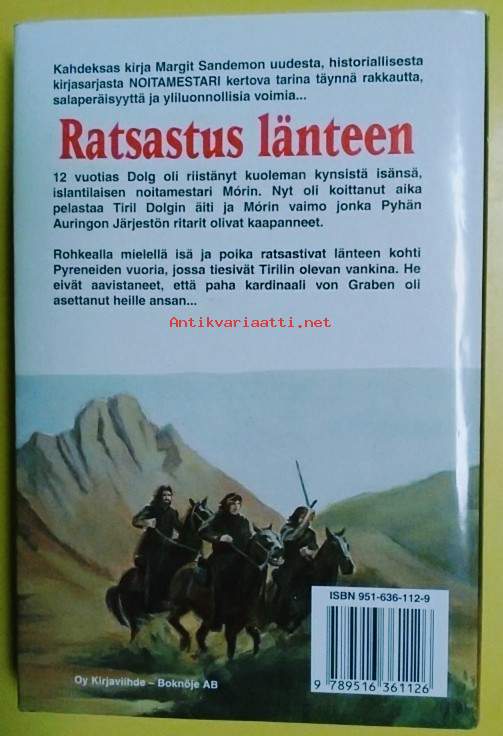 Kahdeksas kirja Margit Sandemon uudesta, historiallisesta
kirjasarjasta NOITAMESTARI kertova tarina täynnä rakkautta,
salaperäisyyttä ja yliluonnollisia voimia...
Ratsastus länteen
12 vuotias Dolg oli riistänyt kuoleman kynsistä isänsä,
islantilaisen noitamestari Mórin. Nyt oli koittanut aika
pelastaa Tiril Dolgin äiti ja Mórin vaimo jonka Pyhän
Auringon Järjestön ritarit olivat kaapanneet.
Rohkealla mielellä isä ja poika ratsastivat länteen kohti
Pyreneiden vuoria, jossa tiesivät Tirilin olevan vankina. He
eivät aavistaneet, että paha kardinaali von Graben oli
asettanut heille ansan...
Antikvariaatti.net
ISBN 951-636-112-9
9 789516 361126
Oy Kirjaviihde – Boknöje AB